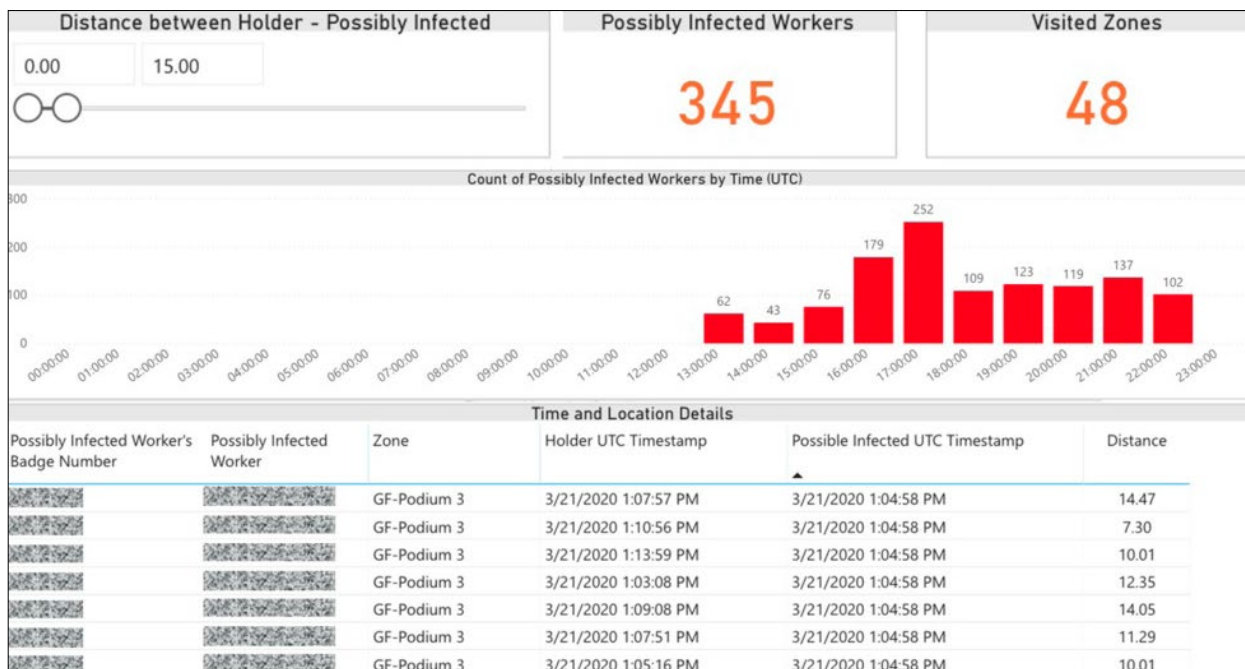 Distance between Holder - Possibly Infected
0.00 15.00
Possibly Infected Workers
345
Visited Zones
48
Count of Possibly Infected Workers by Time (UTC)
300
200
100
0
62 43 76 179 252 109 123 119 137 102
00:00:00 01:00:00 02:00:00 03:00:00 04:00:00 05:00:00 06:00:00 07:00:00 08:00:00 09:00:00 10:00:00 11:00:00 12:00:00 13:00:00 14:00:00 15:00:00 16:00:00 17:00:00 18:00:00 19:00:00 20:00:00 21:00:00 22:00:00 23:00:00
Time and Location Details
Possibly Infected Worker's Possibly Infected Zone Holder UTC Timestamp Possible Infected UTC Timestamp Distance
Badge Number Worker
GF-Podium 3 3/21/2020 1:07:57 PM 3/21/2020 1:04:58 PM 14.47
GF-Podium 3 3/21/2020 1:10:56 PM 3/21/2020 1:04:58 PM 7.30
GF-Podium 3 3/21/2020 1:13:59 PM 3/21/2020 1:04:58 PM 10.01
GF-Podium 3 3/21/2020 1:03:08 PM 3/21/2020 1:04:58 PM 12.35
GF-Podium 3 3/21/2020 1:09:08 PM 3/21/2020 1:04:58 PM 14.05
GF-Podium 3 3/21/2020 1:07:51 PM 3/21/2020 1:04:58 PM 11.29
GF-Podium 3 3/21/2020 1:05:16 PM 3/21/2020 1:04:58 PM 10.01